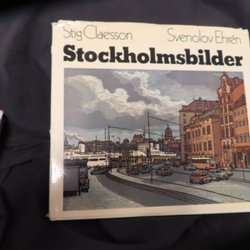 Stig Claesson Svenolov Ehrén
Stockholmsbilder